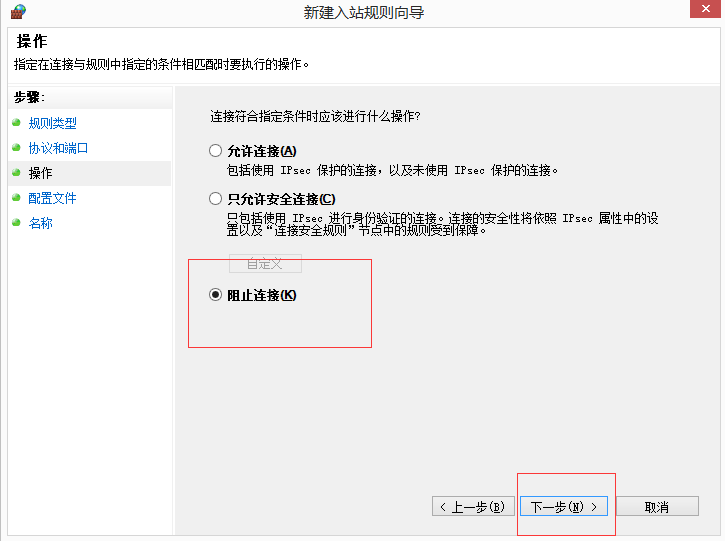 新建入站规则向导
操作
指定在连接与规则中指定的条件相匹配时要执行的操作。
步骤:
规则类型
协议和端口
操作
配置文件
名称
连接符合指定条件时应该进行什么操作?
允许连接(A)
包括使用 IPsec 保护的连接，以及未使用 IPsec 保护的连接。
只允许安全连接(C)
只包括使用 IPsec 进行身份验证的连接。连接的安全性将依照 IPsec 属性中的设
置以及“连接安全规则”节点中的规则受到保障。
自定义
阻止连接(K)
< 上一步(B)
下一步(N) >
取消